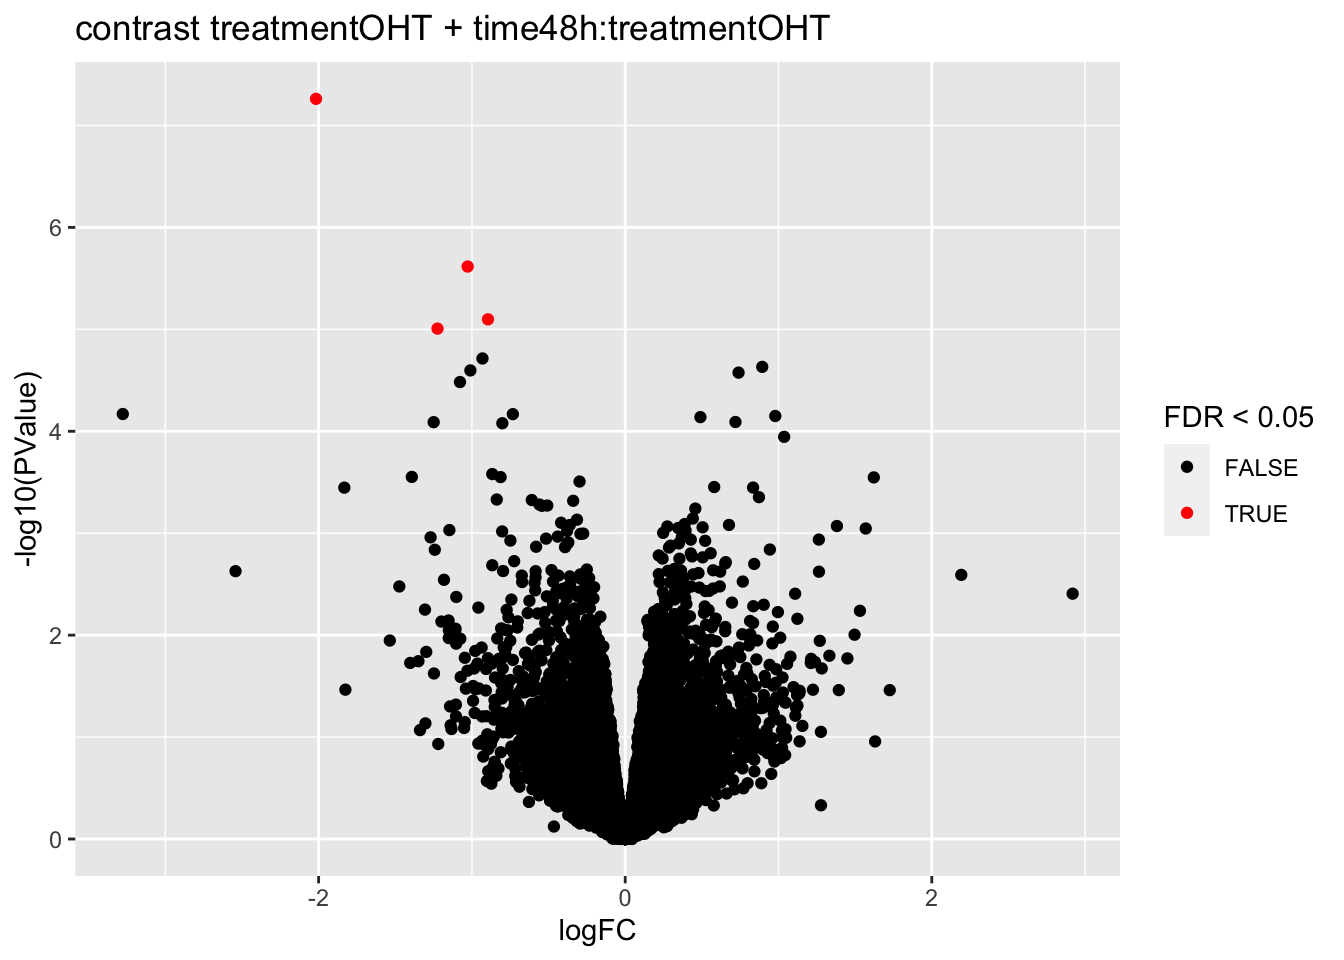 contrast treatmentOHT + time48h:treatmentOHT
-log10(PValue)
6
4
2
0
-2
0
2
logFC
FDR < 0.05
FALSE
TRUE